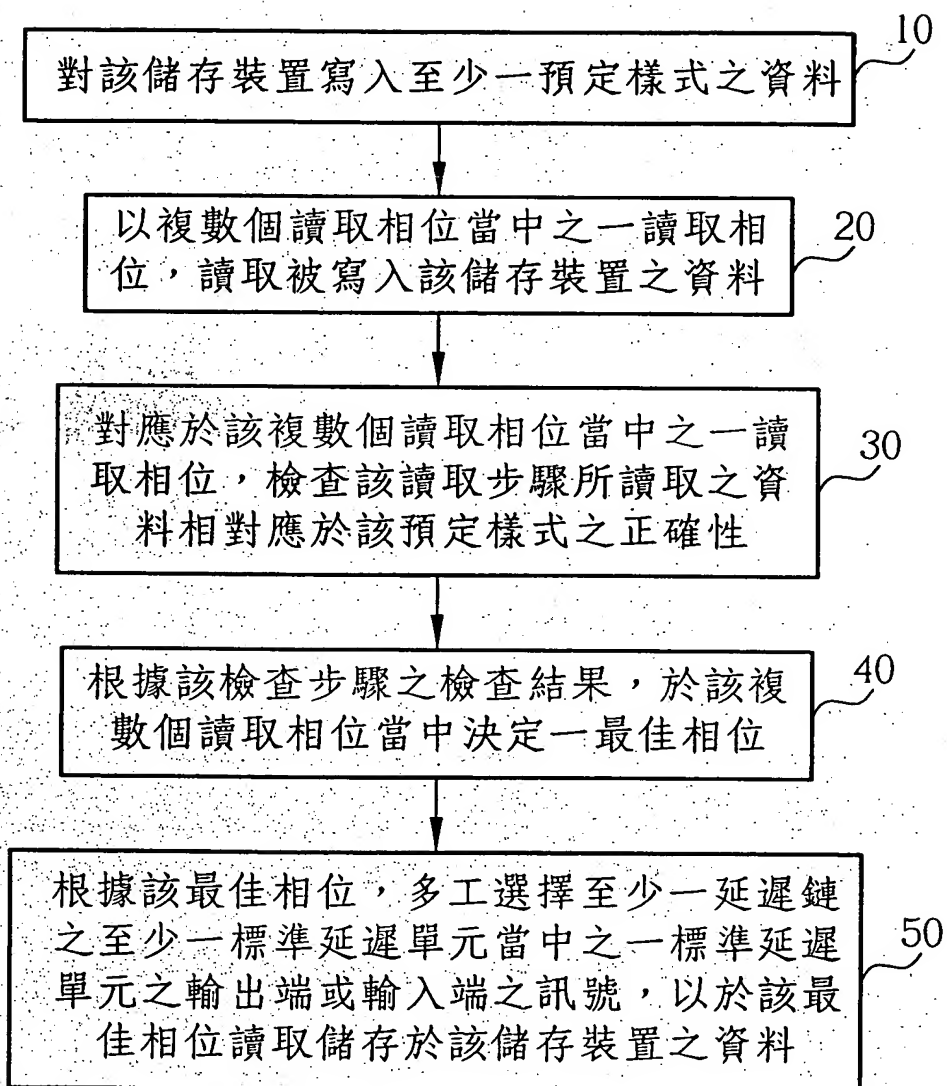 10
對該儲存裝置寫入至少一預定樣式之資料
以複數個讀取相位當中之一讀取相
位，讀取被寫入該儲存裝置之資料
20
對應於該複數個讀取相位當中之一讀
取相位，檢查該讀取步驟所讀取之資
料相對應於該預定樣式之正確性
30
根據該檢查步驟之檢查結果，於該複
數個讀取相位當中決定一最佳相位
40
根據該最佳相位，多工選擇至少一延遲鏈
之至少一標準延遲單元當中之一標準延遲
單元之輸出端或輸入端之訊號，以於該最
佳相位讀取儲存於該儲存裝置之資料
50